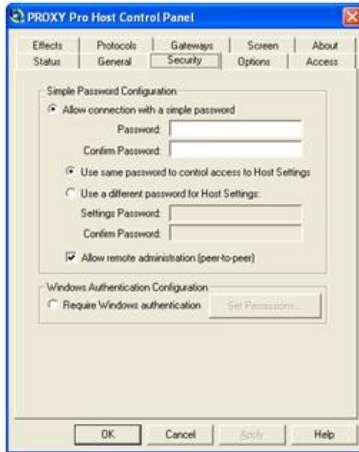 PROXY Pro Host Control Panel
Effects Protocols Gateways Screen About
Status General Security Options Access
Simple Password Configuration
Allow connection with a simple password
Password:
Confirm Password:
Use same password to control access to Host Settings
Use a different password for Host Settings:
Settings Password:
Confirm Password:
Allow remote administration (peer-to-peer)
Windows Authentication Configuration
Require Windows authentication Set Permissions...
OK Cancel Apply Help